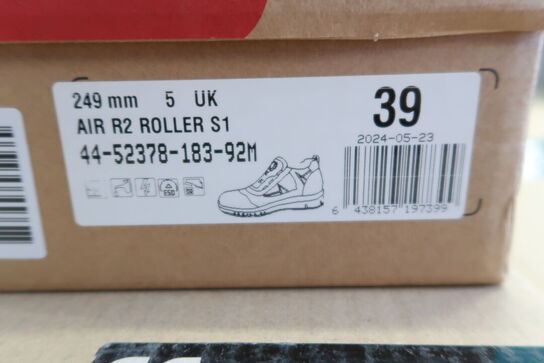 249 mm 5 UK
39
AIR R2 ROLLER S1
2024-05-23
44-52378-183-92M
ESD
6 438157 197399